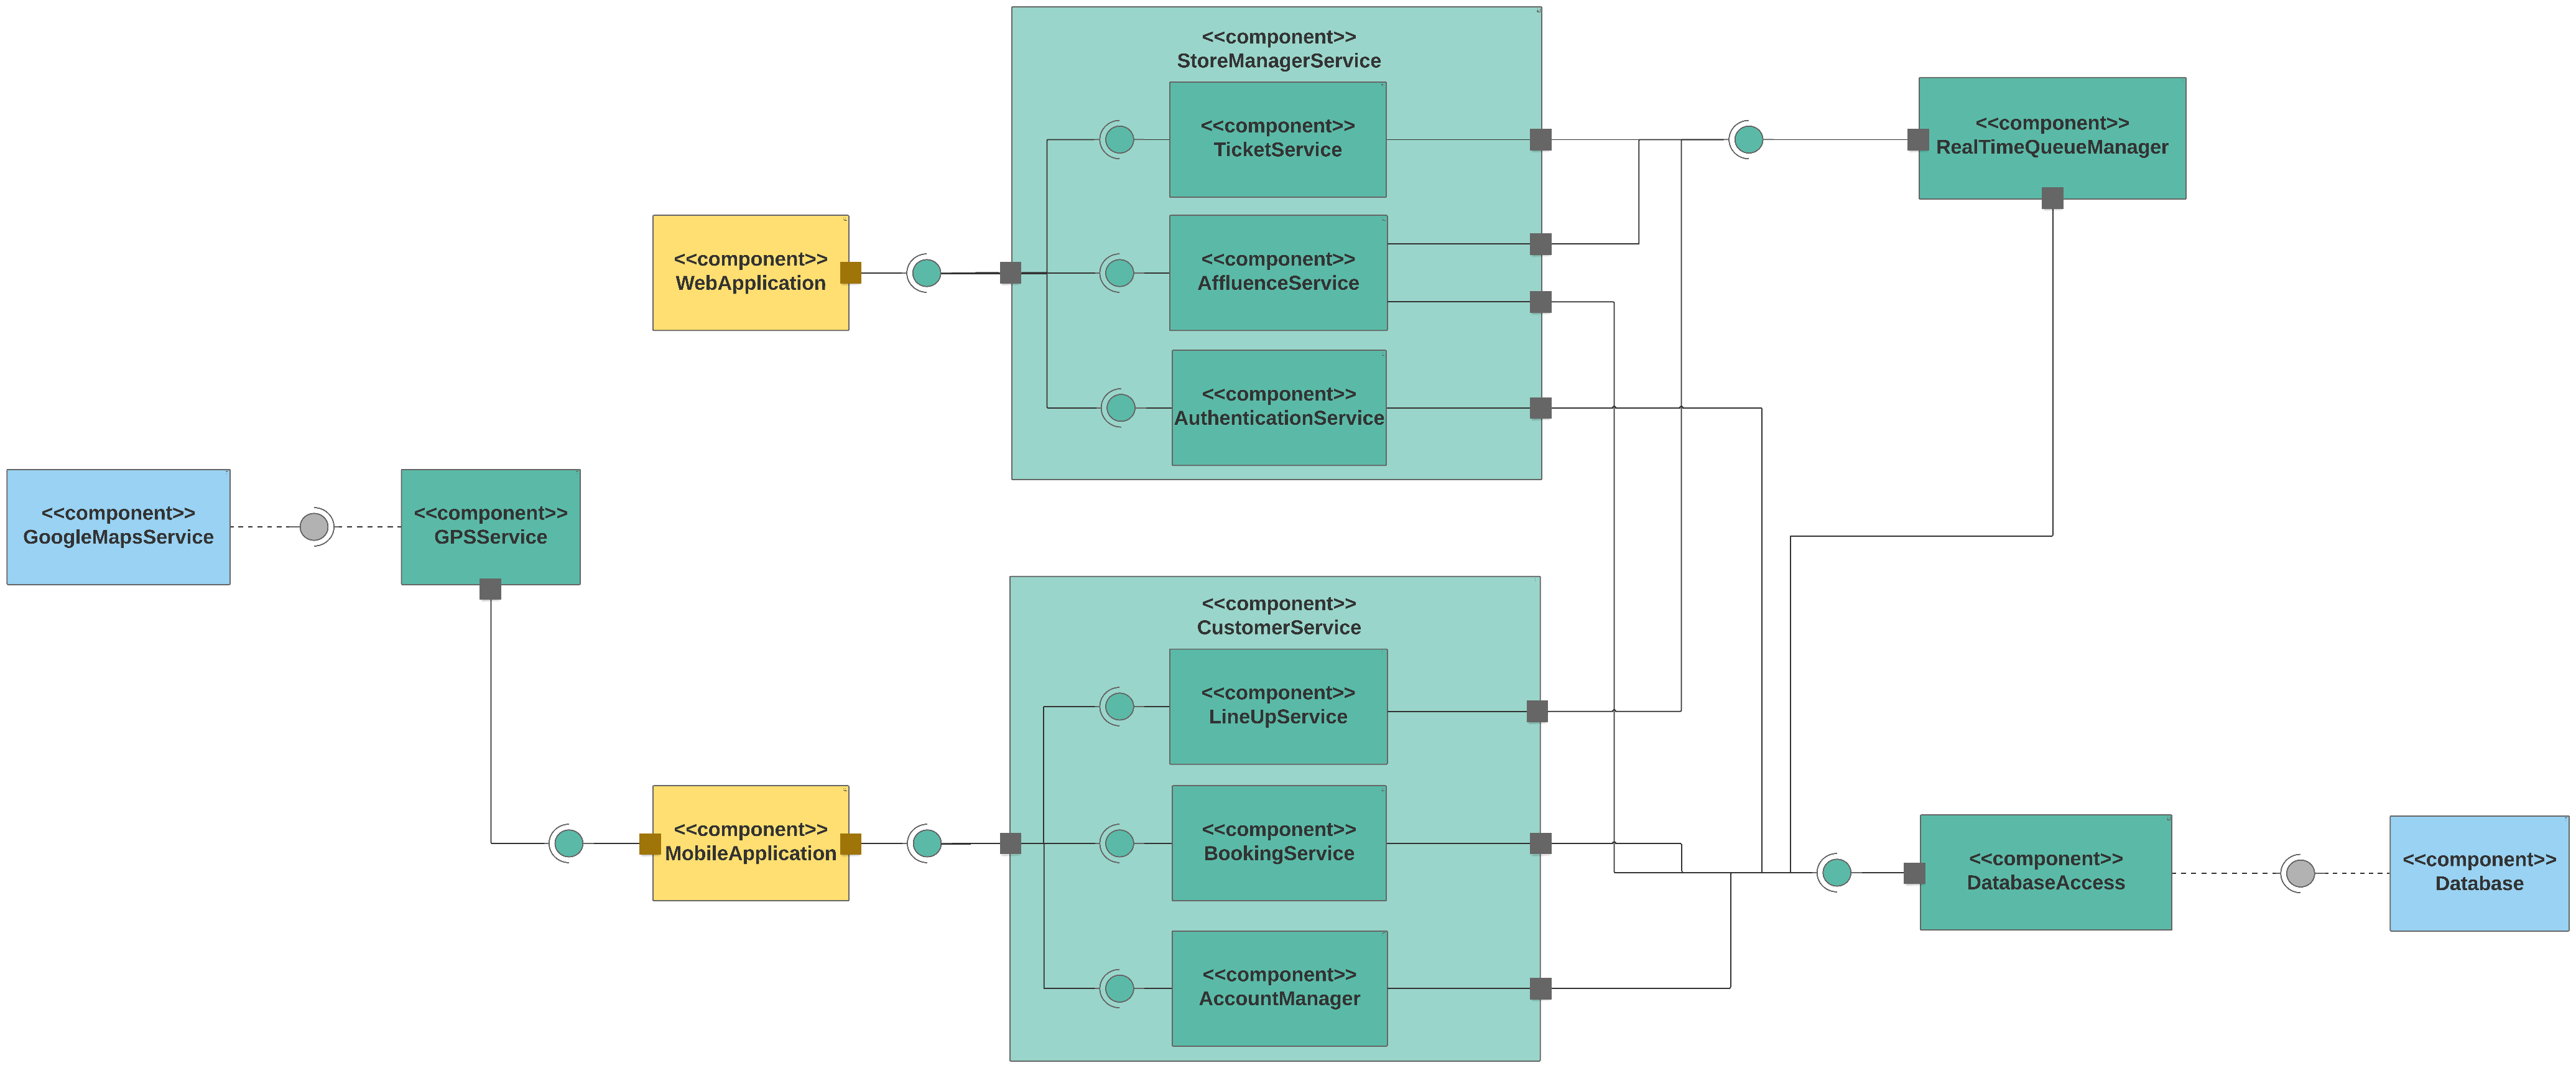 <<component>>
StoreManagerService
<<component>>
TicketService
<<component>>
RealTimeQueueManager
<<component>>
WebApplication
<<component>>
AffluenceService
<<component>>
AuthenticationService
<<component>>
GoogleMapsService
<<component>>
GPSService
<<component>>
CustomerService
<<component>>
LineUpService
<<component>>
MobileApplication
<<component>>
BookingService
<<component>>
DatabaseAccess
<<component>>
Database
<<component>>
AccountManager